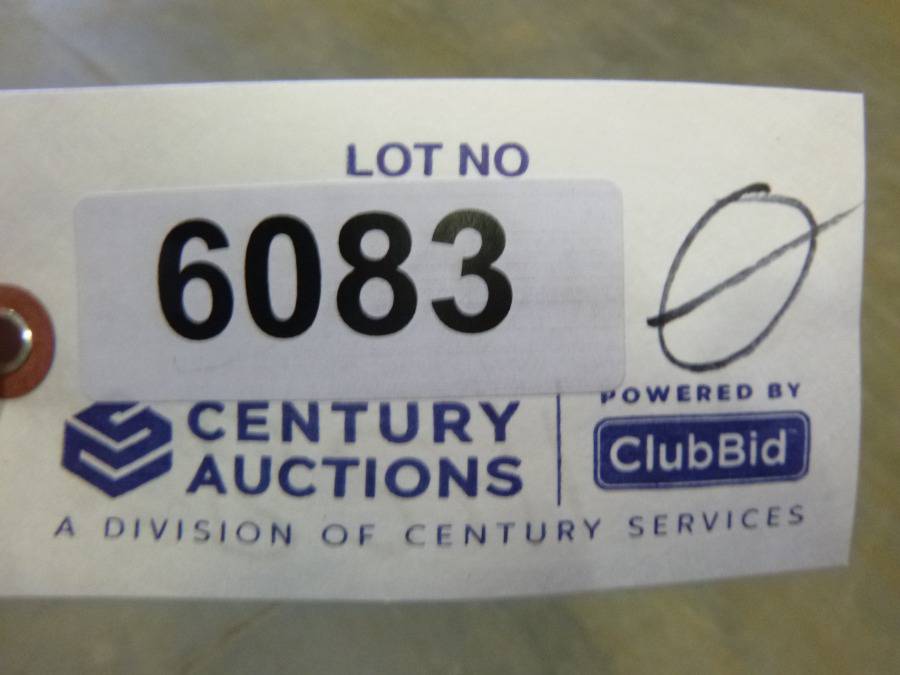 LOT NO
6083
Ø
CENTURY
AUCTIONS
POWERED BY
ClubBid
A DIVISION OF CENTURY SERVICES